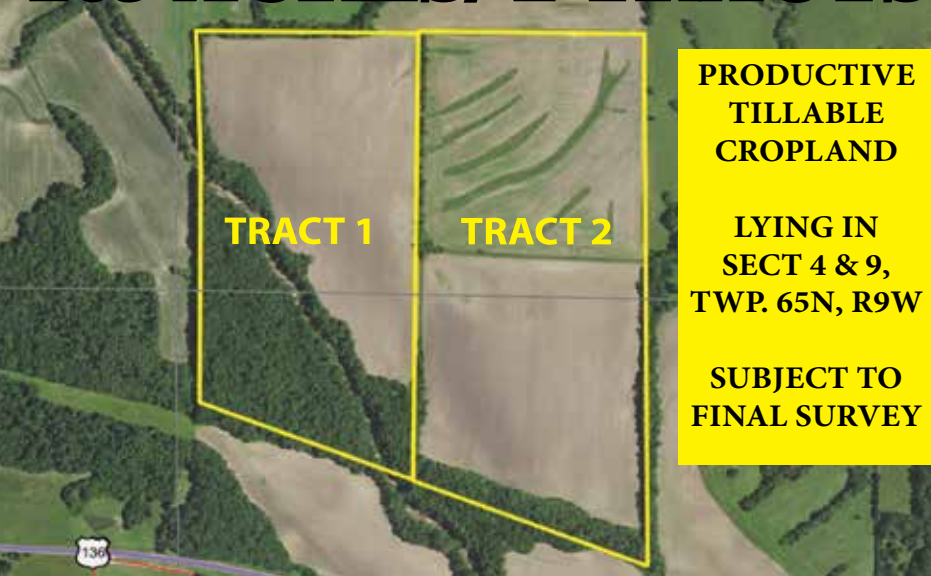 TRACT 1
TRACT 2
PRODUCTIVE
TILLABLE
CROPLAND
LYING IN
SECT 4 & 9,
TWP. 65N, R9W
SUBJECT TO
FINAL SURVEY
136